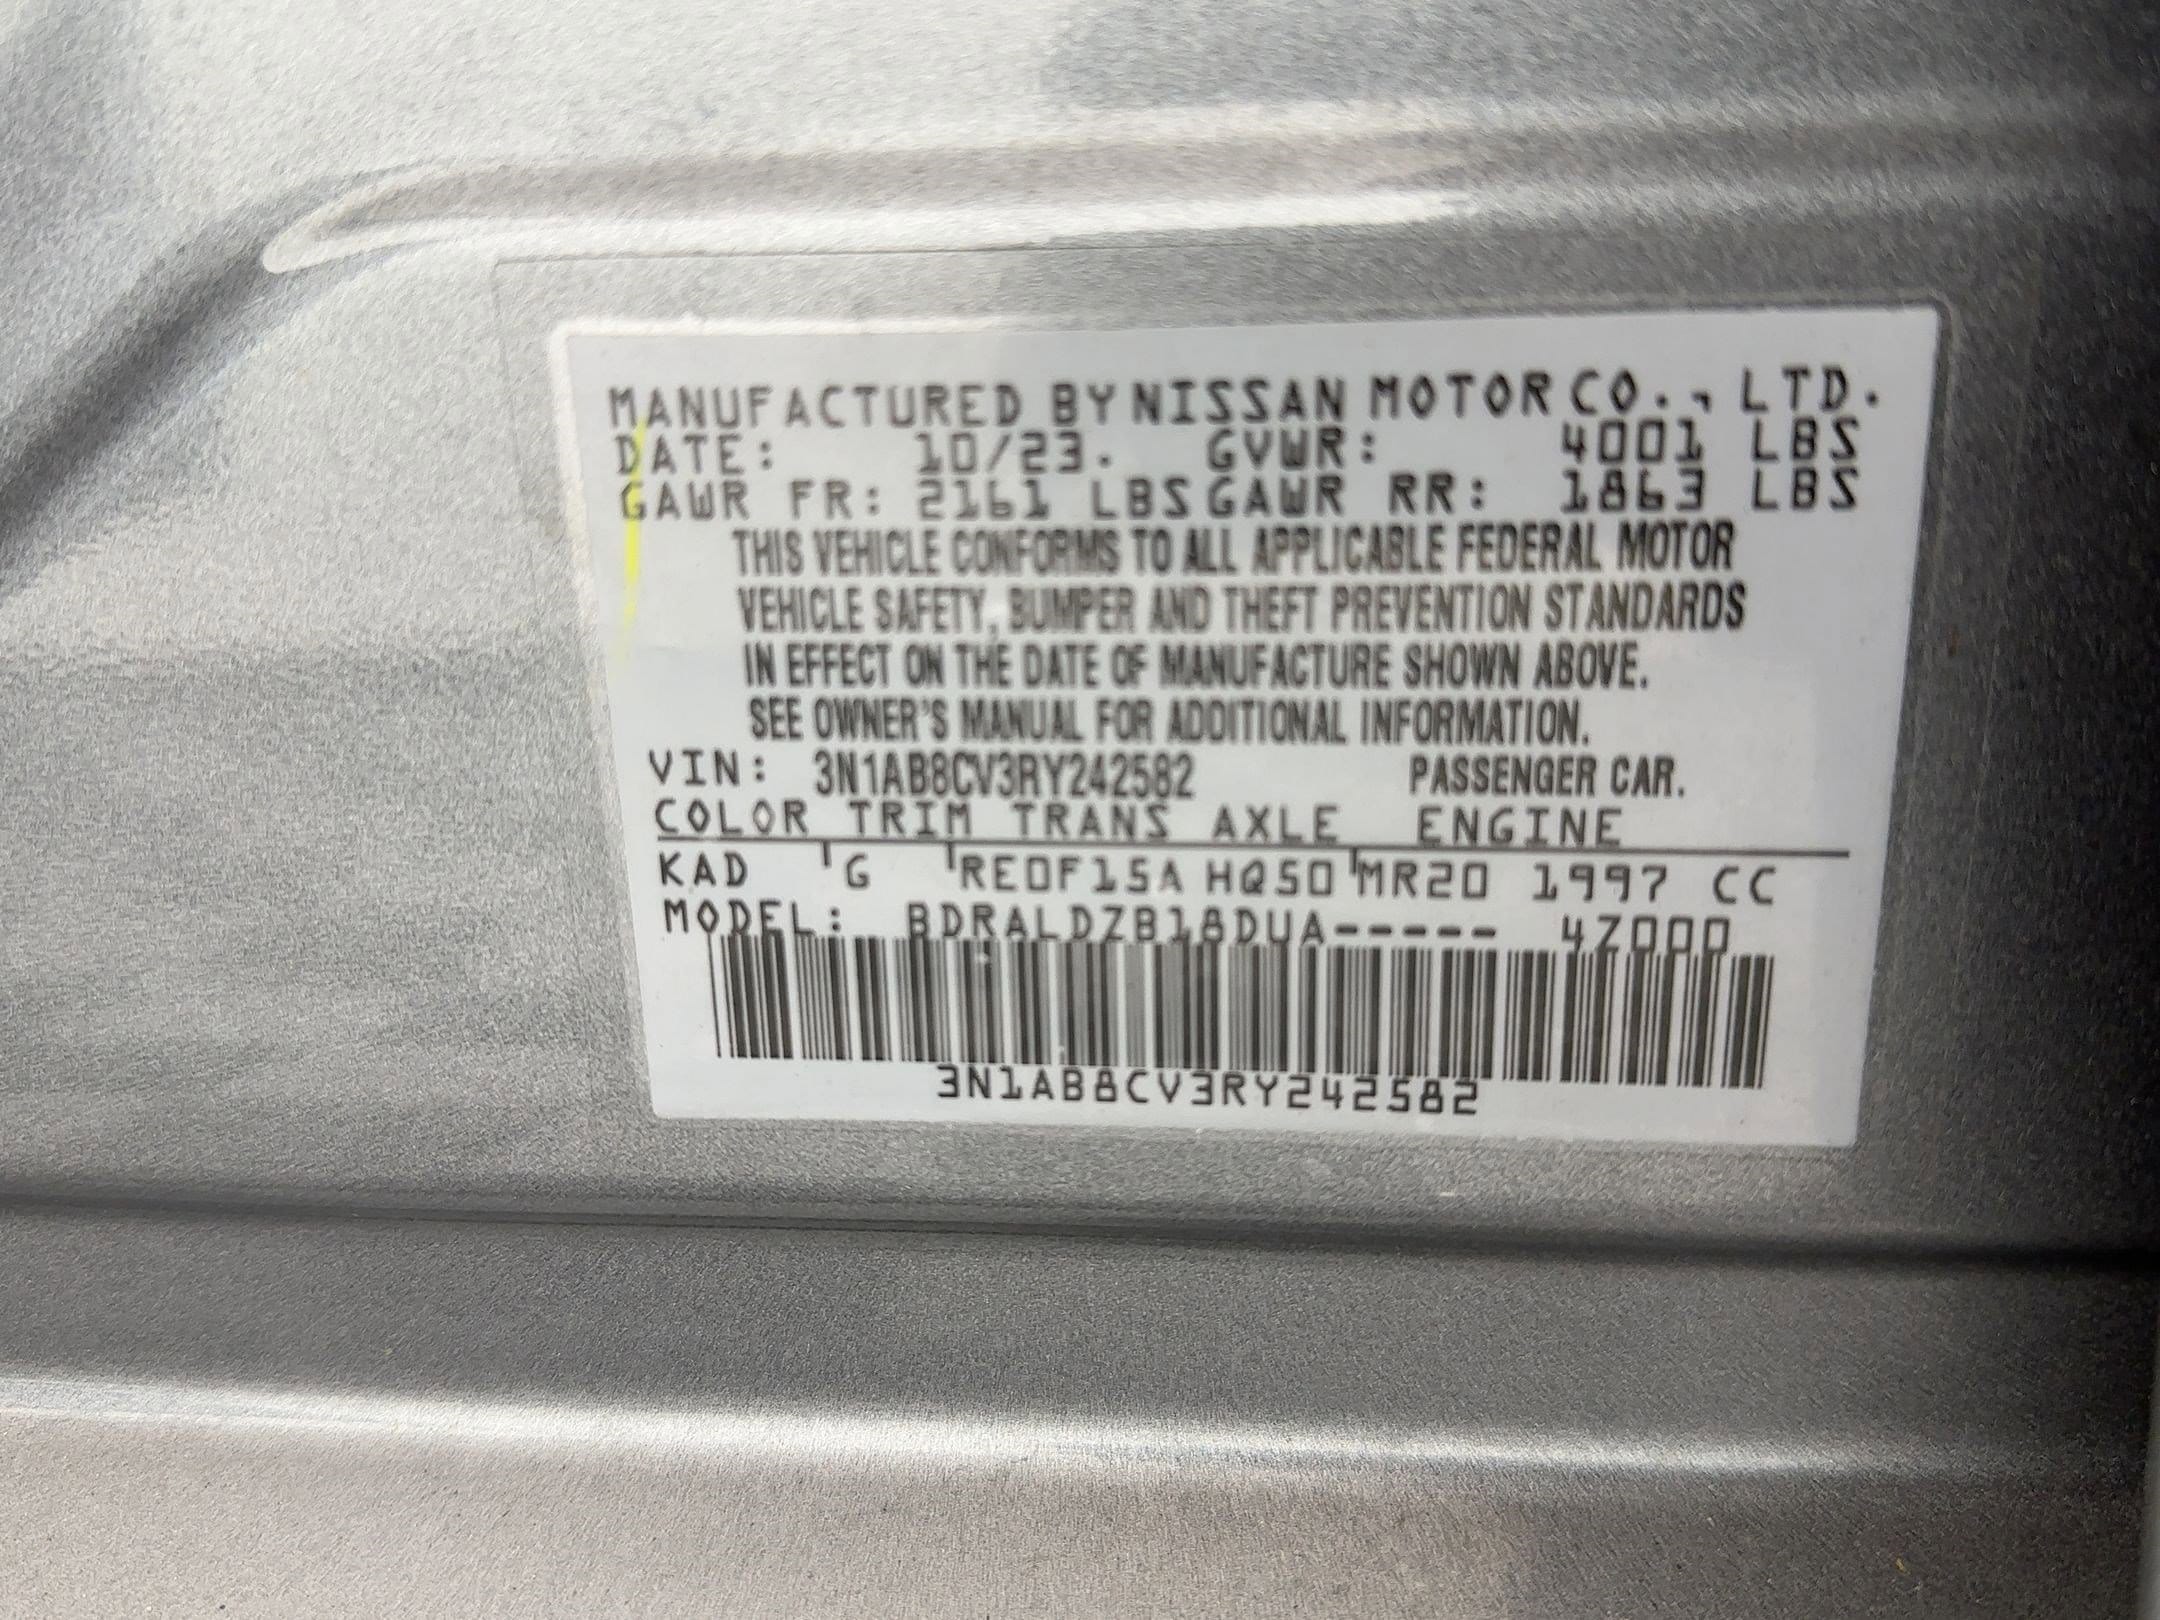 MANUFACTURED BY NISSAN MOTOR CO., LTD.
DATE: 10/23. GVWR: 4001 LBS
GAWR FR: 2161 LBS GAWR RR: 1863 LBS
THIS VEHICLE CONFORMS TO ALL APPLICABLE FEDERAL MOTOR
VEHICLE SAFETY, BUMPER AND THEFT PREVENTION STANDARDS
IN EFFECT ON THE DATE OF MANUFACTURE SHOWN ABOVE.
SEE OWNER'S MANUAL FOR ADDITIONAL INFORMATION.
VIN: 3N1AB8CV3RY242582 PASSENGER CAR.
COLOR TRIM TRANS AXLE ENGINE
KAD G RE0F15A HQ50 MR20 1997 CC
MODEL: BDRALDZB18DUA----- 4Z000
3N1AB8CV3RY242582